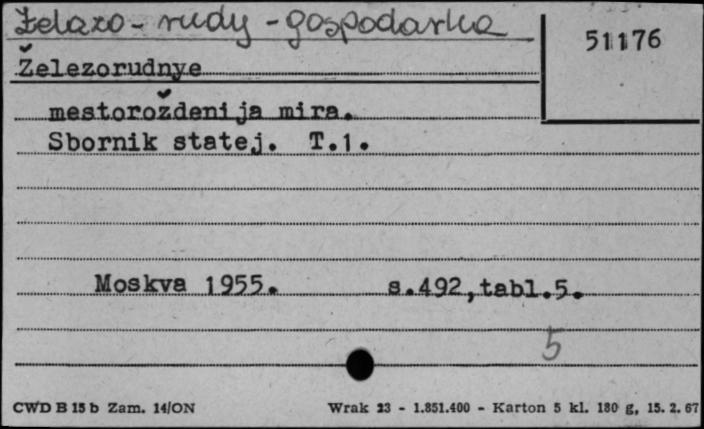 Żelazo - rudy - gospodarka
51176
Železorudnye
mestoroždenija mira.
Sbornik statej. T.1.
Moskva 1955. s.492,tabl.5.
5
CWD B 15 b Zam. 14/ON Wrak 23 - 1.851.400 - Karton 5 kl. 180 g, 15. 2. 67